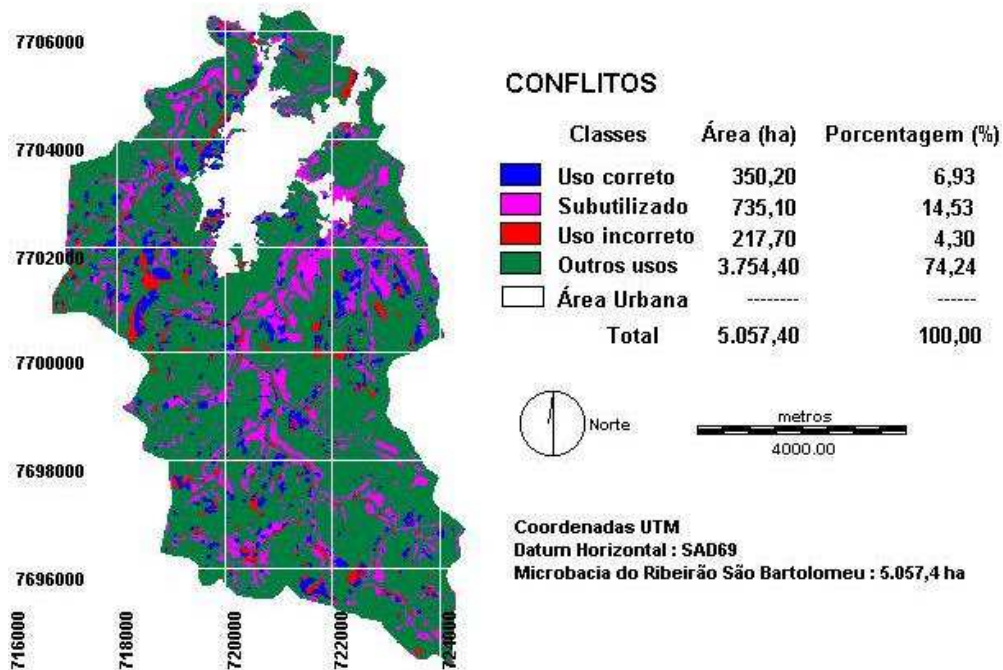 7706000
7704000
7702000
7700000
7698000
7696000
716000
718000
720000
722000
724000
CONFLITOS
Classes Área (ha) Porcentagem (%)
Uso correto 350,20 6,93
Subutilizado 735,10 14,53
Uso incorreto 217,70 4,30
Outros usos 3.754,40 74,24
Área Urbana ------- -----
Total 5.057,40 100,00
Norte
metros
4000.00
Coordenadas UTM
Datum Horizontal : SAD69
Microbacia do Ribeirão São Bartolomeu : 5.057,4 ha